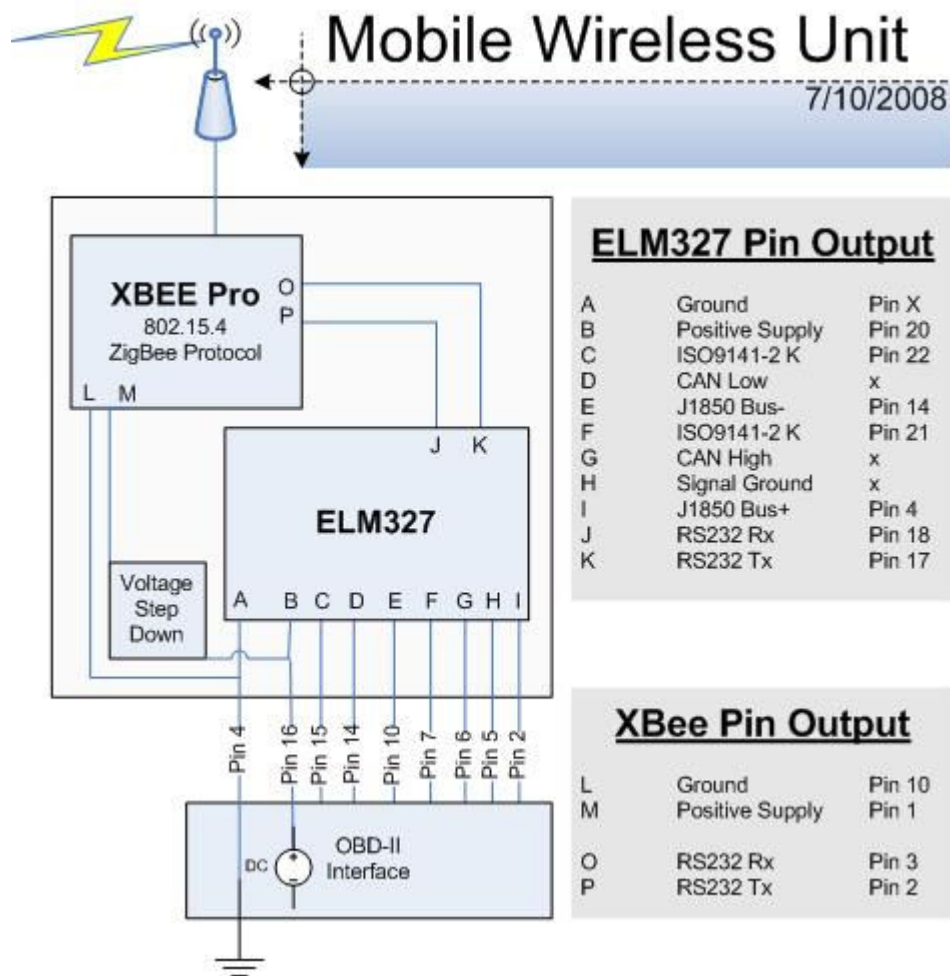 Mobile Wireless Unit
7/10/2008
XBEE Pro
802.15.4
ZigBee Protocol
O
P
L M
J K
ELM327
Voltage
Step
Down
A B C D E F G H I
Pin 4
Pin 16
Pin 15
Pin 14
Pin 10
Pin 7
Pin 6
Pin 5
Pin 2
DC
OBD-II
Interface
+
-
ELM327 Pin Output
A Ground Pin X
B Positive Supply Pin 20
C ISO9141-2 K Pin 22
D CAN Low x
E J1850 Bus- Pin 14
F ISO9141-2 K Pin 21
G CAN High x
H Signal Ground x
I J1850 Bus+ Pin 4
J RS232 Rx Pin 18
K RS232 Tx Pin 17
XBee Pin Output
L Ground Pin 10
M Positive Supply Pin 1
O RS232 Rx Pin 3
P RS232 Tx Pin 2